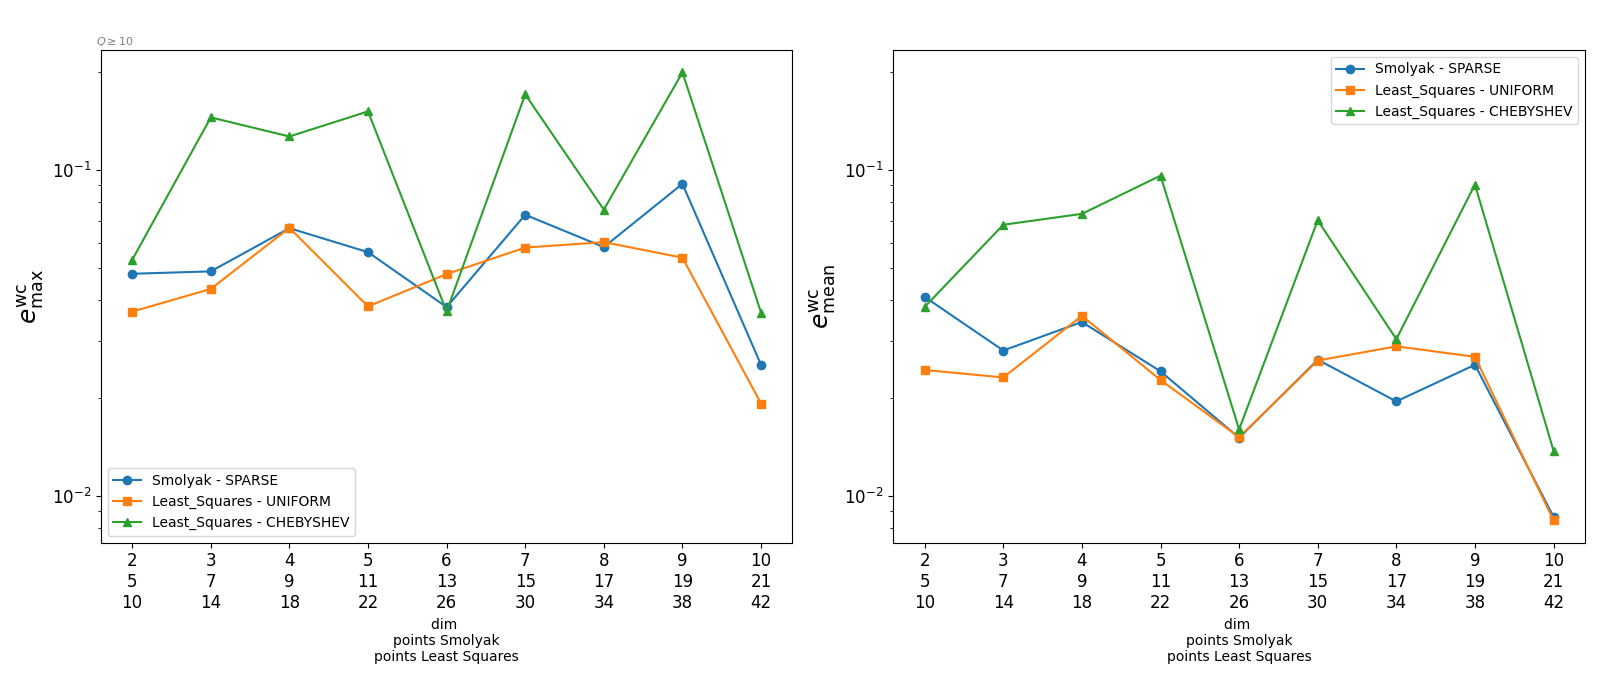 Q ≥ 10
10⁻¹
10⁻²
e^wc_max
Smolyak - SPARSE
Least_Squares - UNIFORM
Least_Squares - CHEBYSHEV
2 3 4 5 6 7 8 9 10
5 7 9 11 13 15 17 19 21
10 14 18 22 26 30 34 38 42
dim
points Smolyak
points Least Squares
10⁻¹
10⁻²
e^wc_mean
Smolyak - SPARSE
Least_Squares - UNIFORM
Least_Squares - CHEBYSHEV
2 3 4 5 6 7 8 9 10
5 7 9 11 13 15 17 19 21
10 14 18 22 26 30 34 38 42
dim
points Smolyak
points Least Squares